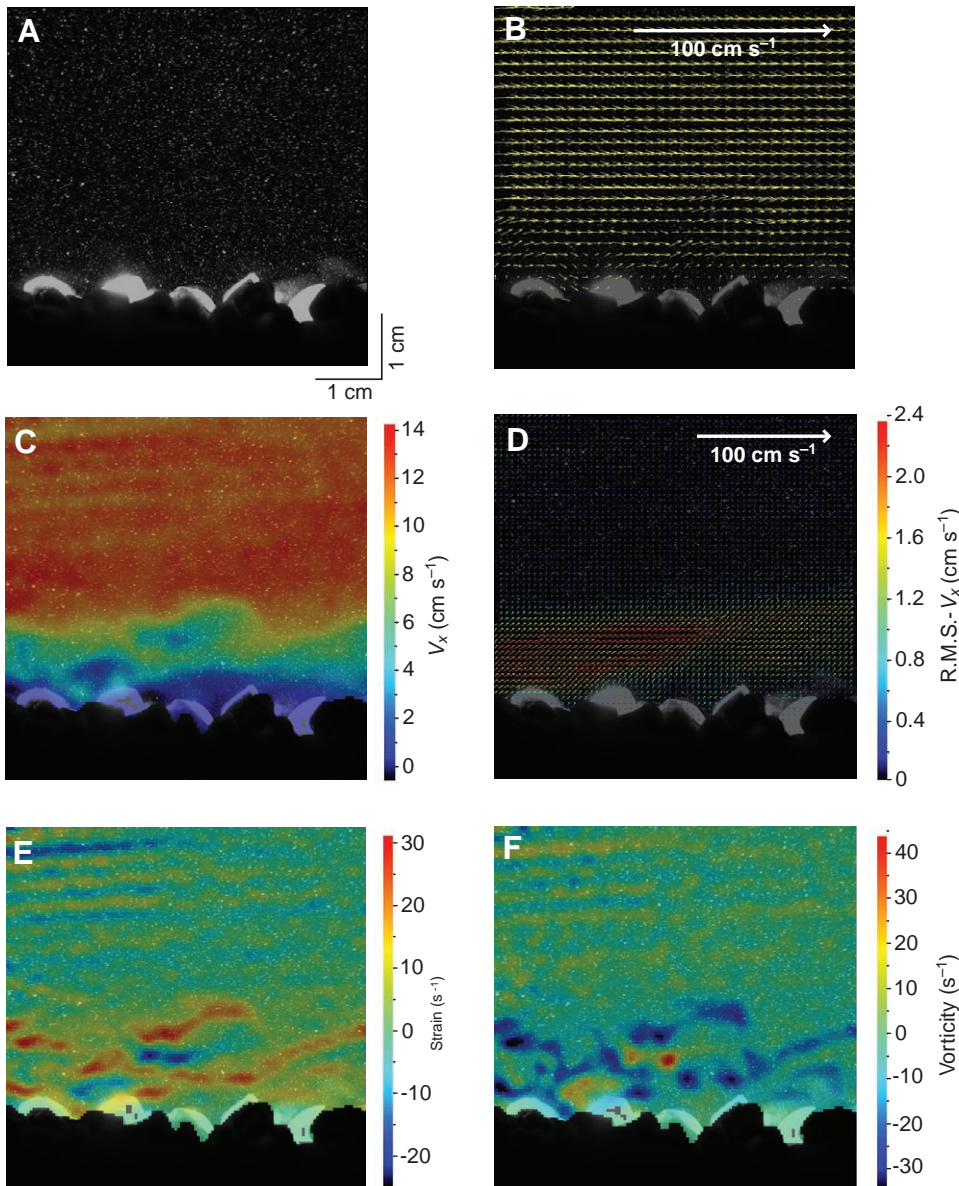 A
B
100 cm s⁻¹
1 cm
1 cm
C
14
12
10
8
6
4
2
0
Vₓ (cm s⁻¹)
D
100 cm s⁻¹
2.4
2.0
1.6
1.2
0.8
0.4
0
R.M.S.-Vₓ (cm s⁻¹)
E
30
20
10
0
-10
-20
Strain (s⁻¹)
F
40
30
20
10
0
-10
-20
-30
Vorticity (s⁻¹)